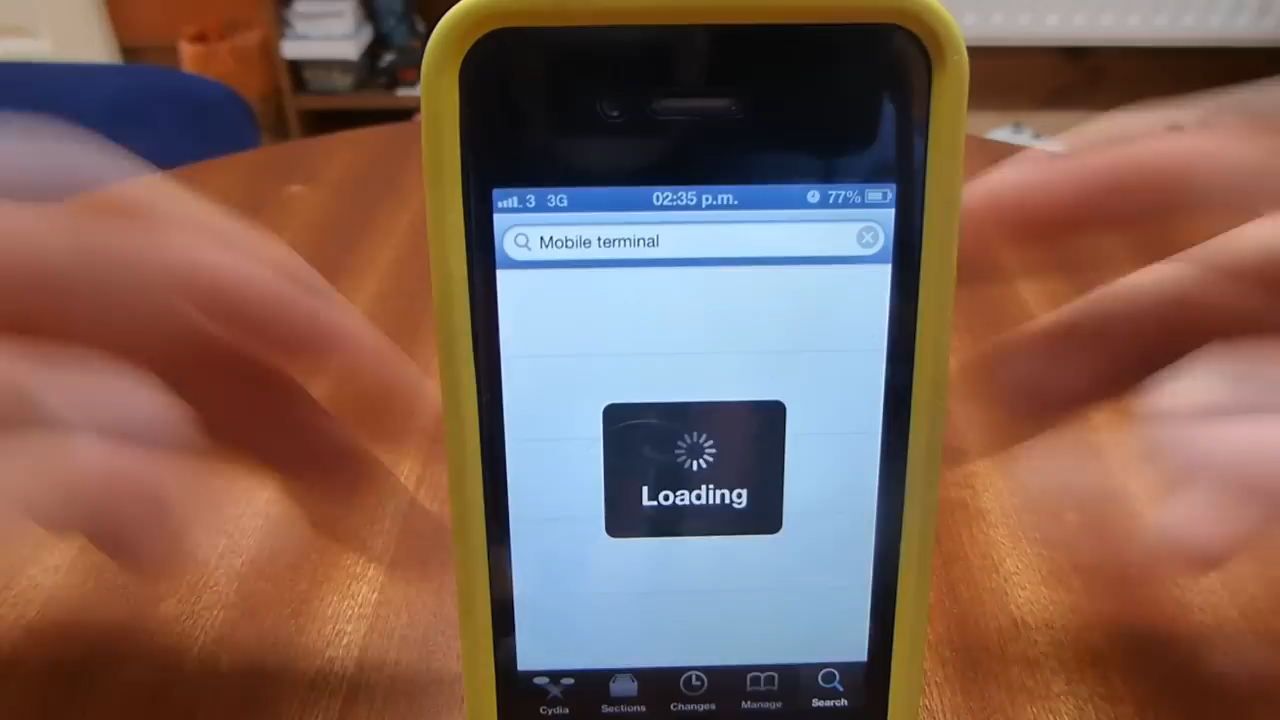 3 3G 02:35 p.m. 77%
Mobile terminal
Loading
Cydia Sections Changes Manage Search